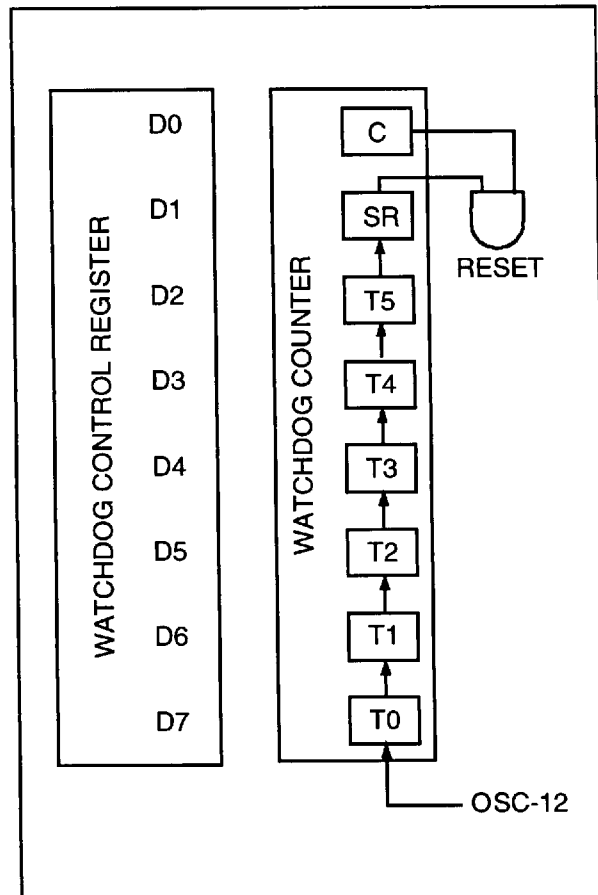 WATCHDOG CONTROL REGISTER
D0
D1
D2
D3
D4
D5
D6
D7
WATCHDOG COUNTER
C
SR
T5
T4
T3
T2
T1
T0
RESET
OSC-12